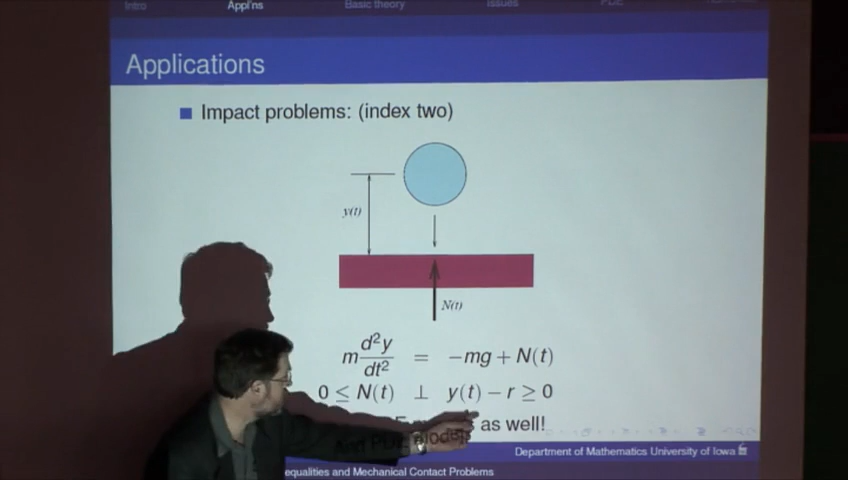 Intro Appl'ns Basic theory Issues PDE
Applications
Impact problems: (index two)
y(t)
N(t)
m d²y/dt² = −mg + N(t)
0 ≤ N(t) ⊥ y(t) − r ≥ 0
And PDE models as well!
Department of Mathematics University of Iowa
equalities and Mechanical Contact Problems